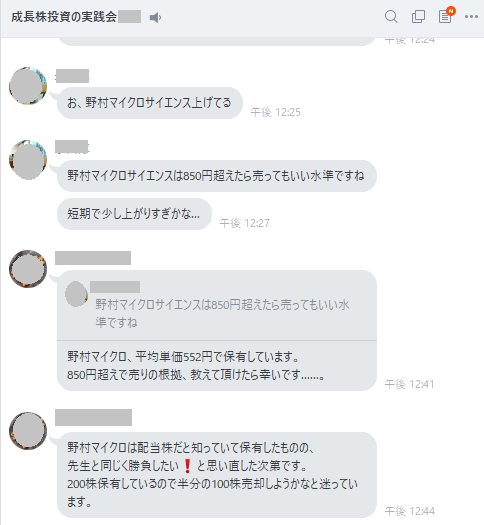 成長株投資の実践会
N
午後 12:24
お、野村マイクロサイエンス上げてる
午後 12:25
野村マイクロサイエンスは850円超えたら売ってもいい水準ですね
短期で少し上がりすぎかな...
午後 12:27
野村マイクロサイエンスは850円超えたら売ってもいい水
準ですね
野村マイクロ、平均単価552円で保有しています。
850円超えで売りの根拠、教えて頂けたら幸いです……。
午後 12:41
野村マイクロは配当株だと知っていて保有したものの、
先生と同じく勝負したい❗と思い直した次第です。
200株保有しているので半分の100株売却しようかなと迷ってい
ます。
午後 12:44